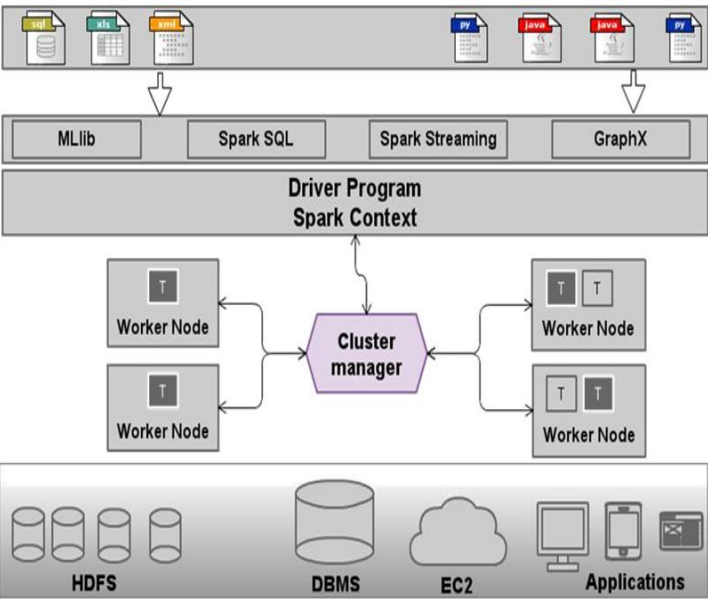 sql xls xml py java java py
MLlib Spark SQL Spark Streaming GraphX
Driver Program
Spark Context
T
Worker Node
T T
Worker Node
Cluster
manager
T
Worker Node
T T
Worker Node
HDFS DBMS EC2 Applications